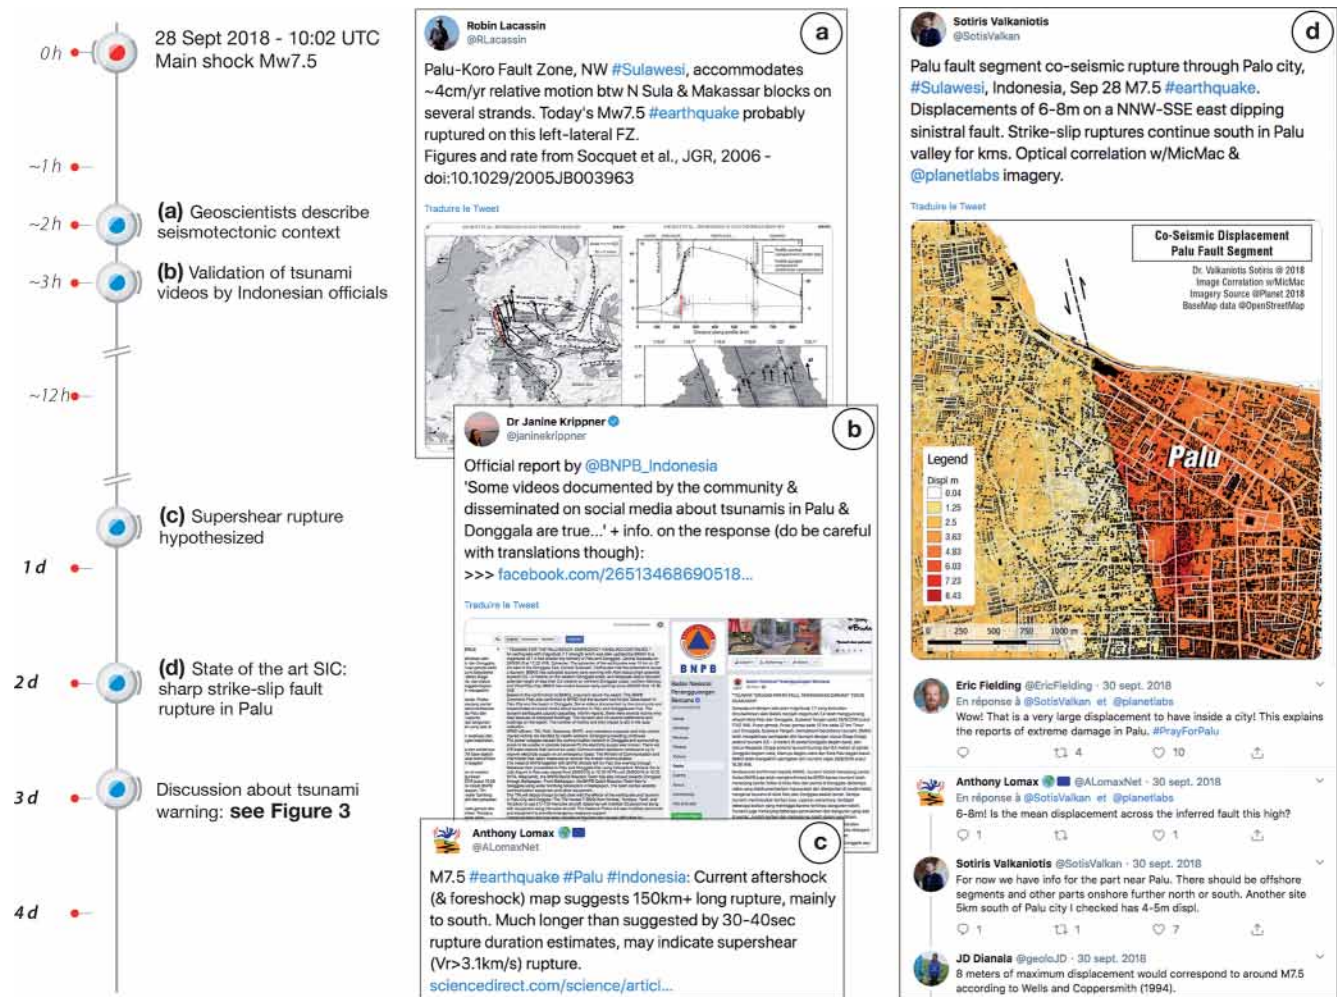 0h
28 Sept 2018 - 10:02 UTC
Main shock Mw7.5
~1h
~2h
(a) Geoscientists describe
seismotectonic context
~3h
(b) Validation of tsunami
videos by Indonesian officials
~12h
(c) Supershear rupture
hypothesized
1d
2d
(d) State of the art SIC:
sharp strike-slip fault
rupture in Palu
3d
Discussion about tsunami
warning: see Figure 3
4d
Robin Lacassin
@RLacassin
a
Palu-Koro Fault Zone, NW #Sulawesi, accommodates
~4cm/yr relative motion btw N Sula & Makassar blocks on
several strands. Today's Mw7.5 #earthquake probably
ruptured on this left-lateral FZ.
Figures and rate from Socquet et al., JGR, 2006 -
doi:10.1029/2005JB003963
Traduire le Tweet
Dr Janine Krippner
@janinekrippner
b
Official report by @BNPB_Indonesia
'Some videos documented by the community &
disseminated on social media about tsunamis in Palu &
Donggala are true...' + info. on the response (do be careful
with translations though):
>>> facebook.com/26513468690518...
Traduire le Tweet
BNPB
Anthony Lomax
@ALomaxNet
c
M7.5 #earthquake #Palu #Indonesia: Current aftershock
(& foreshock) map suggests 150km+ long rupture, mainly
to south. Much longer than suggested by 30-40sec
rupture duration estimates, may indicate supershear
(Vr>3.1km/s) rupture.
sciencedirect.com/science/articl...
Sotiris Valkaniotis
@SotisValkan
d
Palu fault segment co-seismic rupture through Palo city,
#Sulawesi, Indonesia, Sep 28 M7.5 #earthquake.
Displacements of 6-8m on a NNW-SSE east dipping
sinistral fault. Strike-slip ruptures continue south in Palu
valley for kms. Optical correlation w/MicMac &
@planetlabs imagery.
Traduire le Tweet
Co-Seismic Displacement
Palu Fault Segment
Dr. Valkaniotis Sotiris @ 2018
Image Correlation w/MicMac
Imagery Source @Planet 2018
BaseMap data @OpenStreetMap
Palu
Legend
Displ m
0.04
1.25
2.5
3.63
4.83
6.03
7.23
8.43
0 250 500 750 1000 m
Eric Fielding @EricFielding · 30 sept. 2018
En réponse à @SotisValkan et @planetlabs
Wow! That is a very large displacement to have inside a city! This explains
the reports of extreme damage in Palu. #PrayForPalu
4 10
Anthony Lomax @ALomaxNet · 30 sept. 2018
En réponse à @SotisValkan et @planetlabs
6-8m! Is the mean displacement across the inferred fault this high?
1 1
Sotiris Valkaniotis @SotisValkan · 30 sept. 2018
For now we have info for the part near Palu. There should be offshore
segments and other parts onshore further north or south. Another site
5km south of Palu city I checked has 4-5m displ.
1 1 7
JD Dianala @geoloJD · 30 sept. 2018
8 meters of maximum displacement would correspond to around M7.5
according to Wells and Coppersmith (1994).